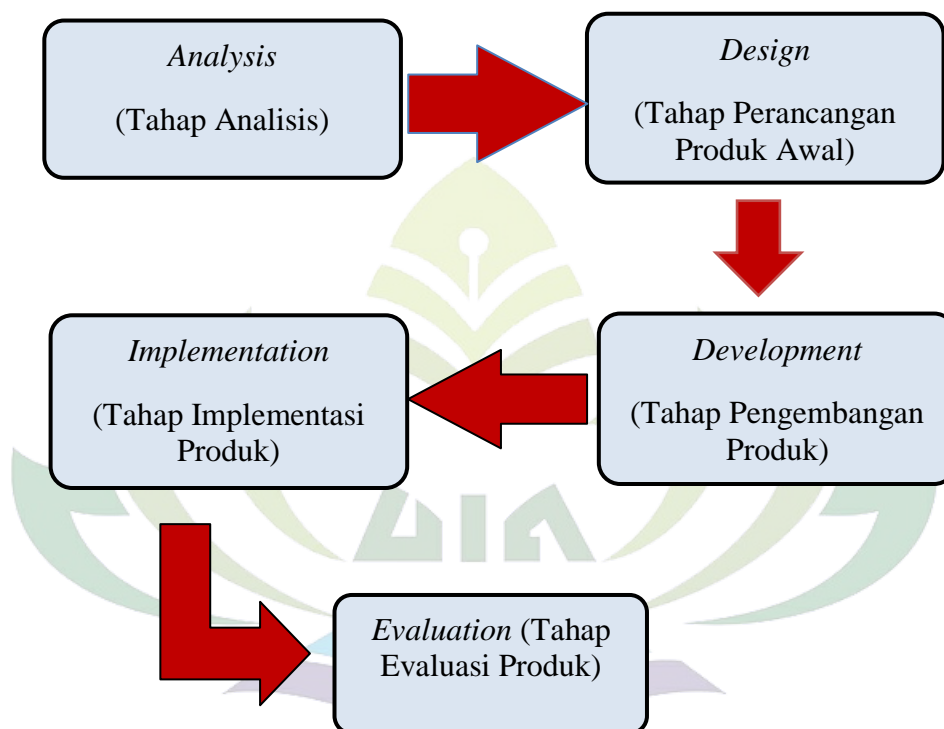 Analysis
(Tahap Analisis)
Design
(Tahap Perancangan
Produk Awal)
Implementation
(Tahap Implementasi
Produk)
Development
(Tahap Pengembangan
Produk)
UIN
Evaluation (Tahap
Evaluasi Produk)